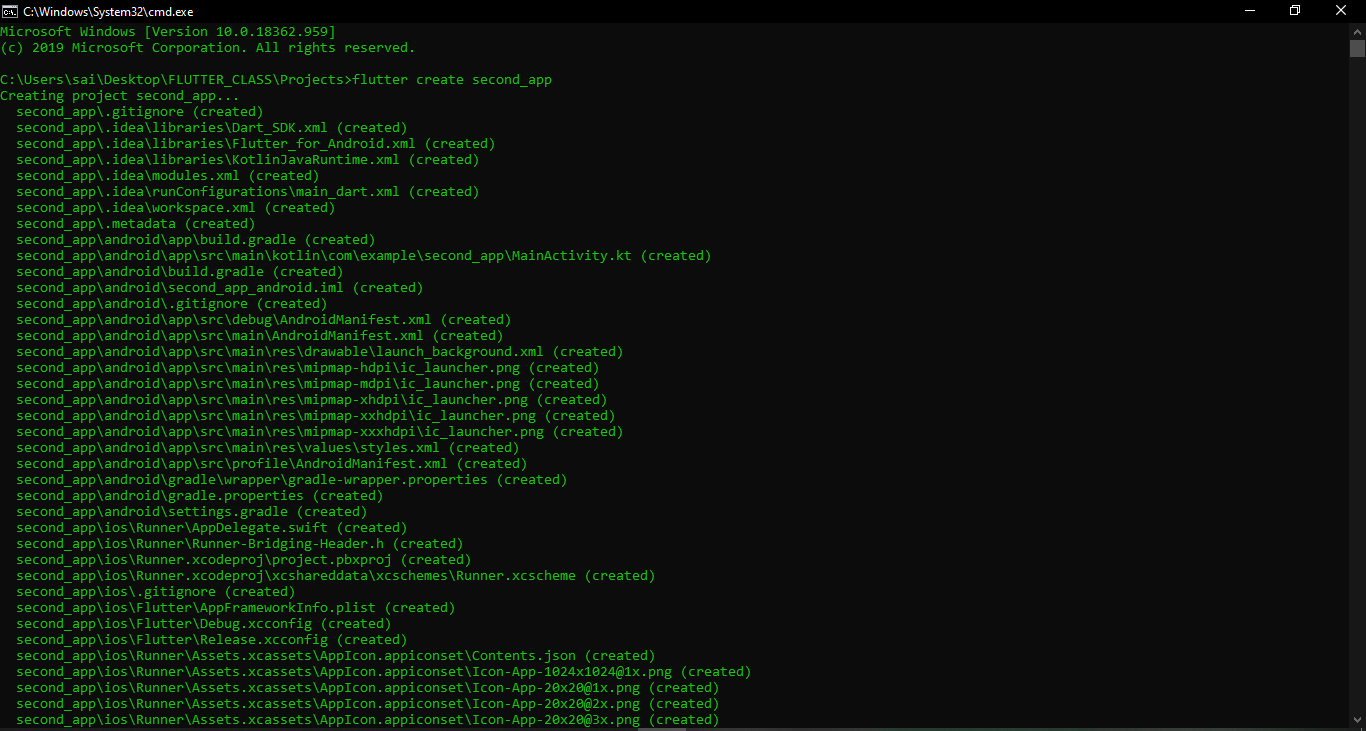 C:\Windows\System32\cmd.exe
Microsoft Windows [Version 10.0.18362.959]
(c) 2019 Microsoft Corporation. All rights reserved.
C:\Users\sai\Desktop\FLUTTER_CLASS\Projects>flutter create second_app
Creating project second_app...
second_app\.gitignore (created)
second_app\.idea\libraries\Dart_SDK.xml (created)
second_app\.idea\libraries\Flutter_for_Android.xml (created)
second_app\.idea\libraries\KotlinJavaRuntime.xml (created)
second_app\.idea\modules.xml (created)
second_app\.idea\runConfigurations\main_dart.xml (created)
second_app\.idea\workspace.xml (created)
second_app\.metadata (created)
second_app\android\app\build.gradle (created)
second_app\android\app\src\main\kotlin\com\example\second_app\MainActivity.kt (created)
second_app\android\build.gradle (created)
second_app\android\second_app_android.iml (created)
second_app\android\.gitignore (created)
second_app\android\app\src\debug\AndroidManifest.xml (created)
second_app\android\app\src\main\AndroidManifest.xml (created)
second_app\android\app\src\main\res\drawable\launch_background.xml (created)
second_app\android\app\src\main\res\mipmap-hdpi\ic_launcher.png (created)
second_app\android\app\src\main\res\mipmap-mdpi\ic_launcher.png (created)
second_app\android\app\src\main\res\mipmap-xhdpi\ic_launcher.png (created)
second_app\android\app\src\main\res\mipmap-xxhdpi\ic_launcher.png (created)
second_app\android\app\src\main\res\mipmap-xxxhdpi\ic_launcher.png (created)
second_app\android\app\src\main\res\values\styles.xml (created)
second_app\android\app\src\profile\AndroidManifest.xml (created)
second_app\android\gradle\wrapper\gradle-wrapper.properties (created)
second_app\android\gradle.properties (created)
second_app\android\settings.gradle (created)
second_app\ios\Runner\AppDelegate.swift (created)
second_app\ios\Runner\Runner-Bridging-Header.h (created)
second_app\ios\Runner.xcodeproj\project.pbxproj (created)
second_app\ios\Runner.xcodeproj\xcshareddata\xcschemes\Runner.xcscheme (created)
second_app\ios\.gitignore (created)
second_app\ios\Flutter\AppFrameworkInfo.plist (created)
second_app\ios\Flutter\Debug.xcconfig (created)
second_app\ios\Flutter\Release.xcconfig (created)
second_app\ios\Runner\Assets.xcassets\AppIcon.appiconset\Contents.json (created)
second_app\ios\Runner\Assets.xcassets\AppIcon.appiconset\Icon-App-1024x1024@1x.png (created)
second_app\ios\Runner\Assets.xcassets\AppIcon.appiconset\Icon-App-20x20@1x.png (created)
second_app\ios\Runner\Assets.xcassets\AppIcon.appiconset\Icon-App-20x20@2x.png (created)
second_app\ios\Runner\Assets.xcassets\AppIcon.appiconset\Icon-App-20x20@3x.png (created)